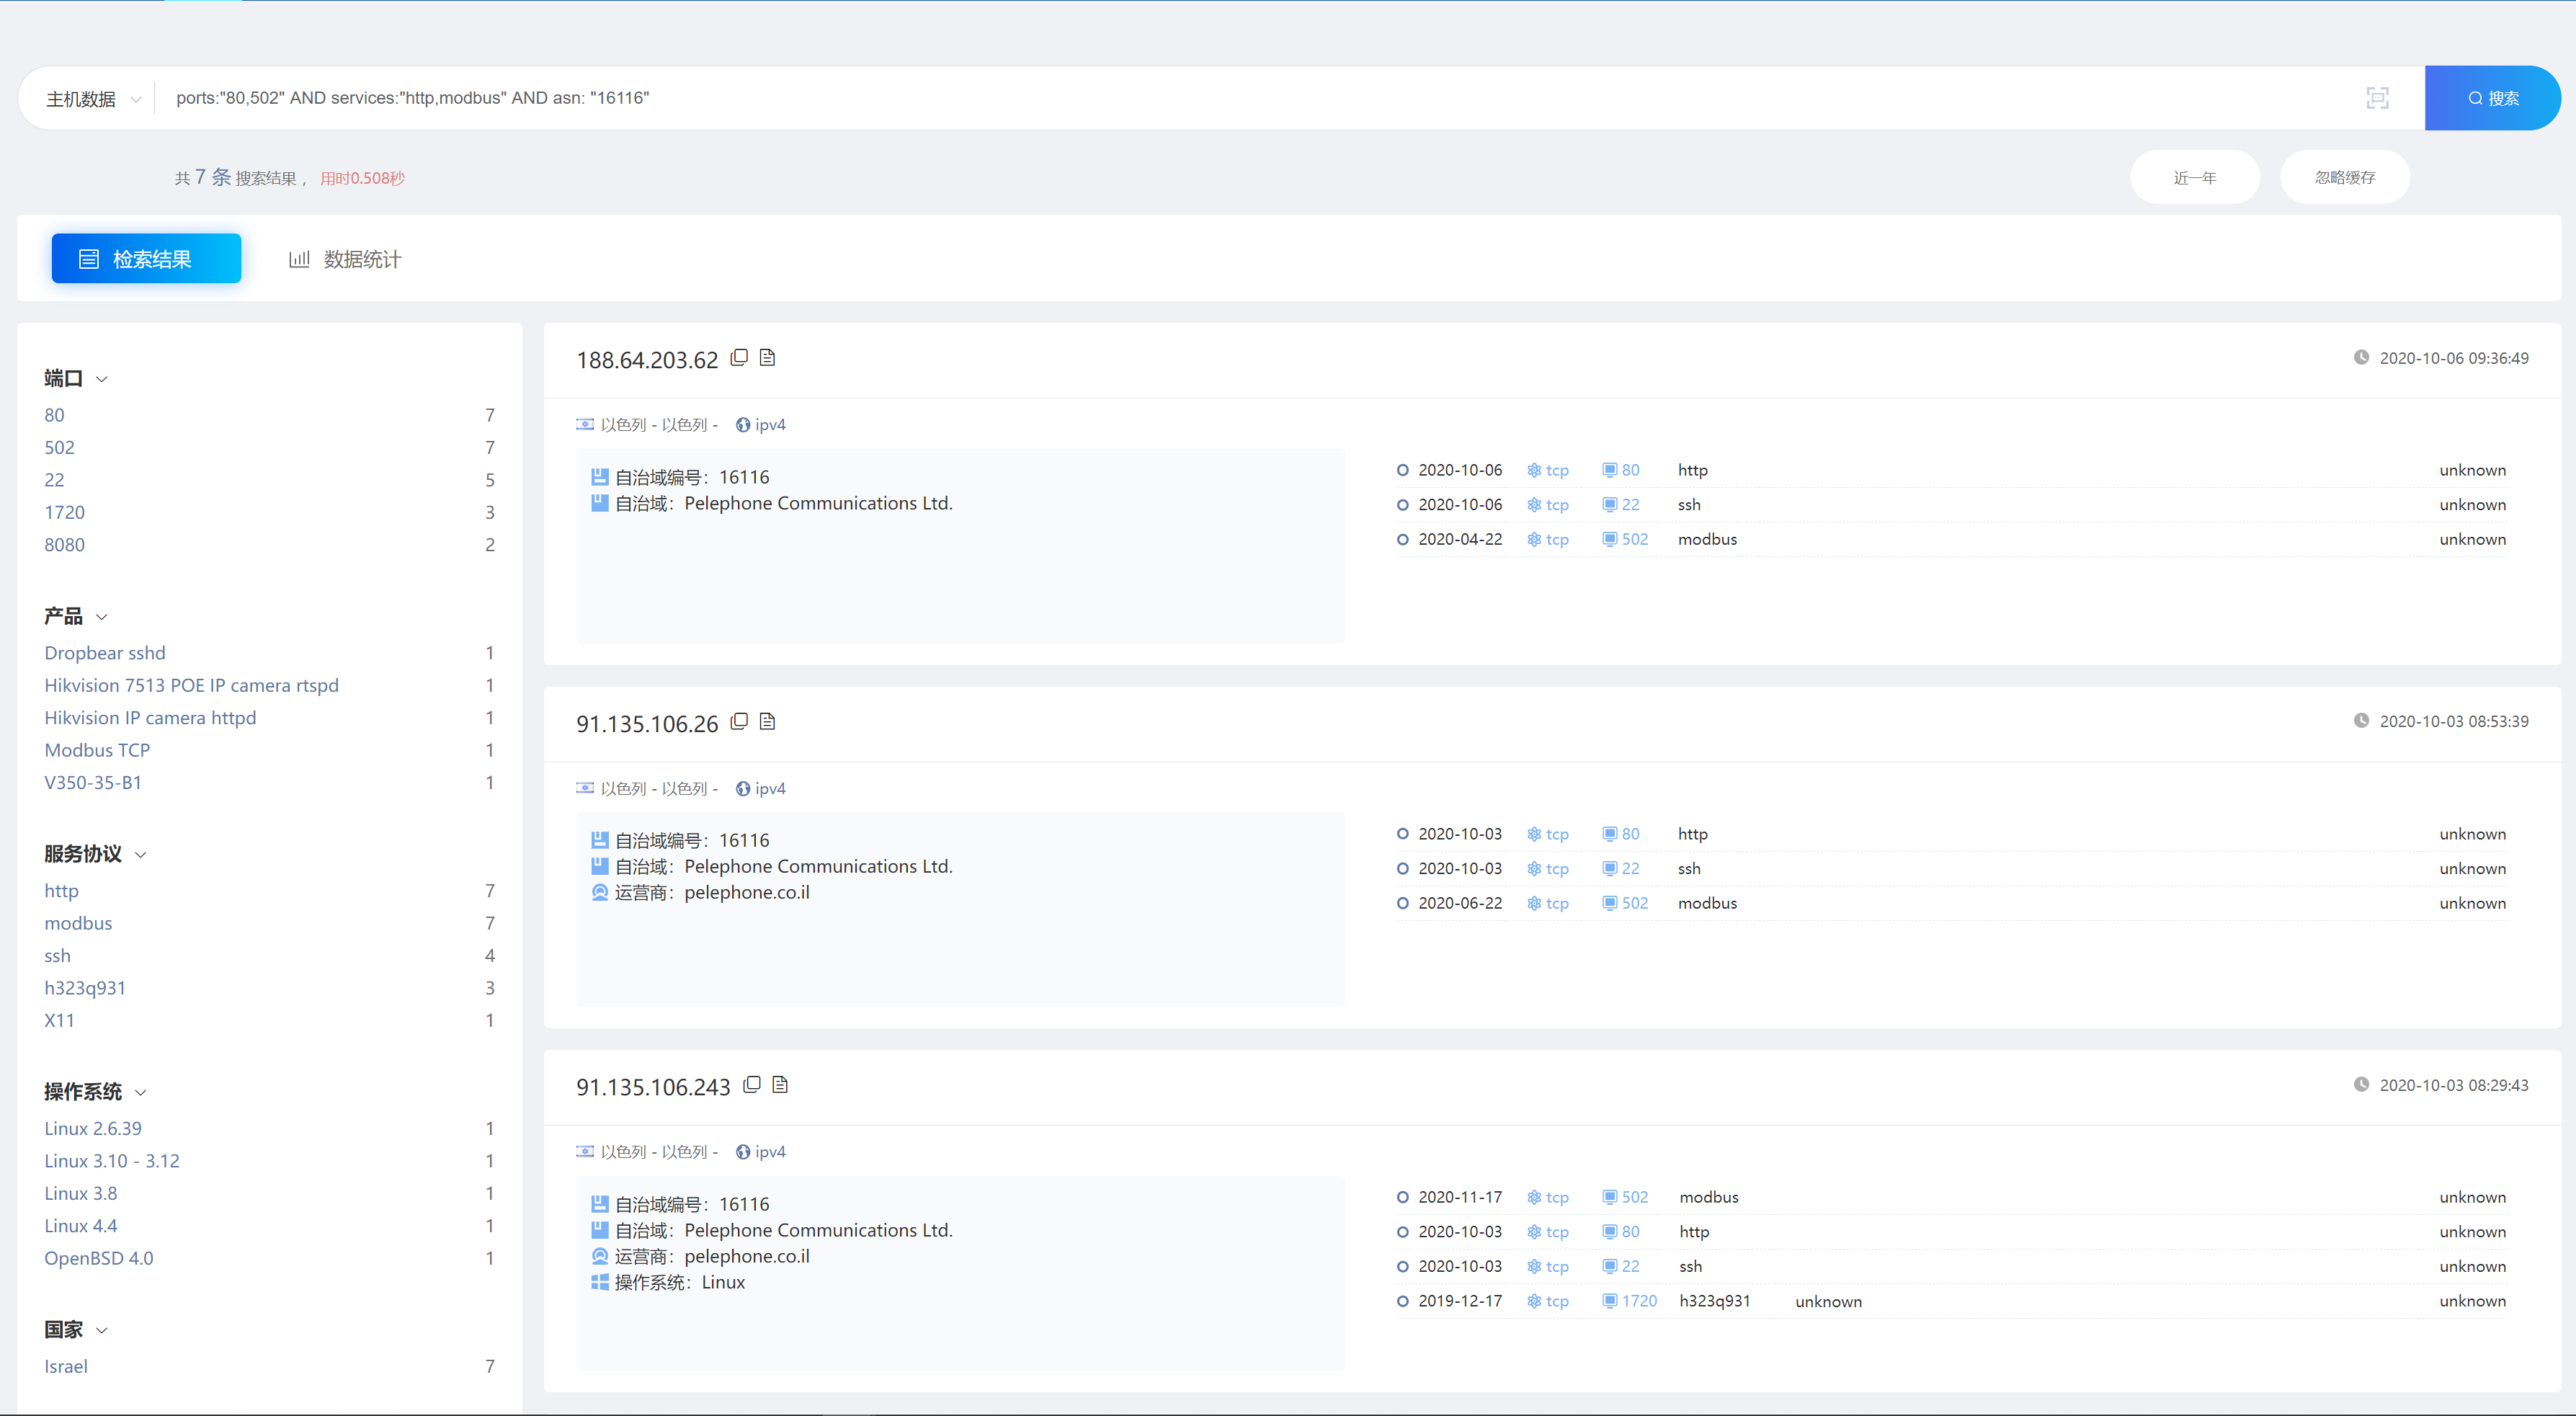 主机数据 ports:"80,502" AND services:"http,modbus" AND asn: "16116" 搜索
共 7 条 搜索结果， 用时0.508秒 近一年 忽略缓存
检索结果 数据统计
端口
80 7
502 7
22 5
1720 3
8080 2
产品
Dropbear sshd 1
Hikvision 7513 POE IP camera rtspd 1
Hikvision IP camera httpd 1
Modbus TCP 1
V350-35-B1 1
服务协议
http 7
modbus 7
ssh 4
h323q931 3
X11 1
操作系统
Linux 2.6.39 1
Linux 3.10 - 3.12 1
Linux 3.8 1
Linux 4.4 1
OpenBSD 4.0 1
国家
Israel 7
188.64.203.62 2020-10-06 09:36:49
以色列 - 以色列 - ipv4
自治域编号：16116
自治域：Pelephone Communications Ltd.
2020-10-06 tcp 80 http unknown
2020-10-06 tcp 22 ssh unknown
2020-04-22 tcp 502 modbus unknown
91.135.106.26 2020-10-03 08:53:39
以色列 - 以色列 - ipv4
自治域编号：16116
自治域：Pelephone Communications Ltd.
运营商：pelephone.co.il
2020-10-03 tcp 80 http unknown
2020-10-03 tcp 22 ssh unknown
2020-06-22 tcp 502 modbus unknown
91.135.106.243 2020-10-03 08:29:43
以色列 - 以色列 - ipv4
自治域编号：16116
自治域：Pelephone Communications Ltd.
运营商：pelephone.co.il
操作系统：Linux
2020-11-17 tcp 502 modbus unknown
2020-10-03 tcp 80 http unknown
2020-10-03 tcp 22 ssh unknown
2019-12-17 tcp 1720 h323q931 unknown unknown